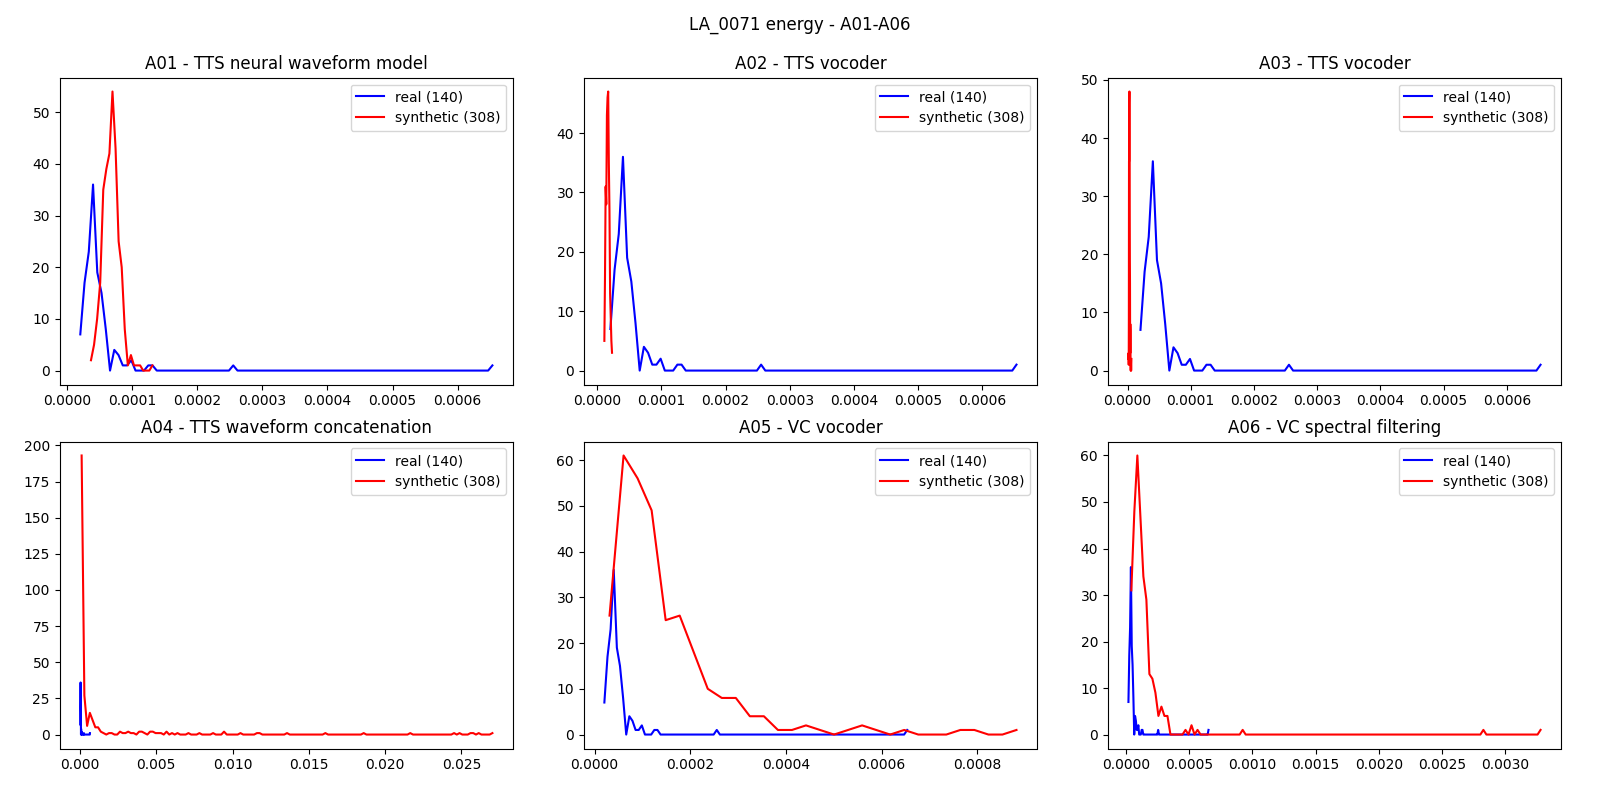 LA_0071 energy - A01-A06
A01 - TTS neural waveform model
real (140)
synthetic (308)
50
40
30
20
10
0
0.0000 0.0001 0.0002 0.0003 0.0004 0.0005 0.0006
A02 - TTS vocoder
real (140)
synthetic (308)
40
30
20
10
0
0.0000 0.0001 0.0002 0.0003 0.0004 0.0005 0.0006
A03 - TTS vocoder
real (140)
synthetic (308)
50
40
30
20
10
0
0.0000 0.0001 0.0002 0.0003 0.0004 0.0005 0.0006
A04 - TTS waveform concatenation
real (140)
synthetic (308)
200
175
150
125
100
75
50
25
0
0.000 0.005 0.010 0.015 0.020 0.025
A05 - VC vocoder
real (140)
synthetic (308)
60
50
40
30
20
10
0
0.0000 0.0002 0.0004 0.0006 0.0008
A06 - VC spectral filtering
real (140)
synthetic (308)
60
50
40
30
20
10
0
0.0000 0.0005 0.0010 0.0015 0.0020 0.0025 0.0030